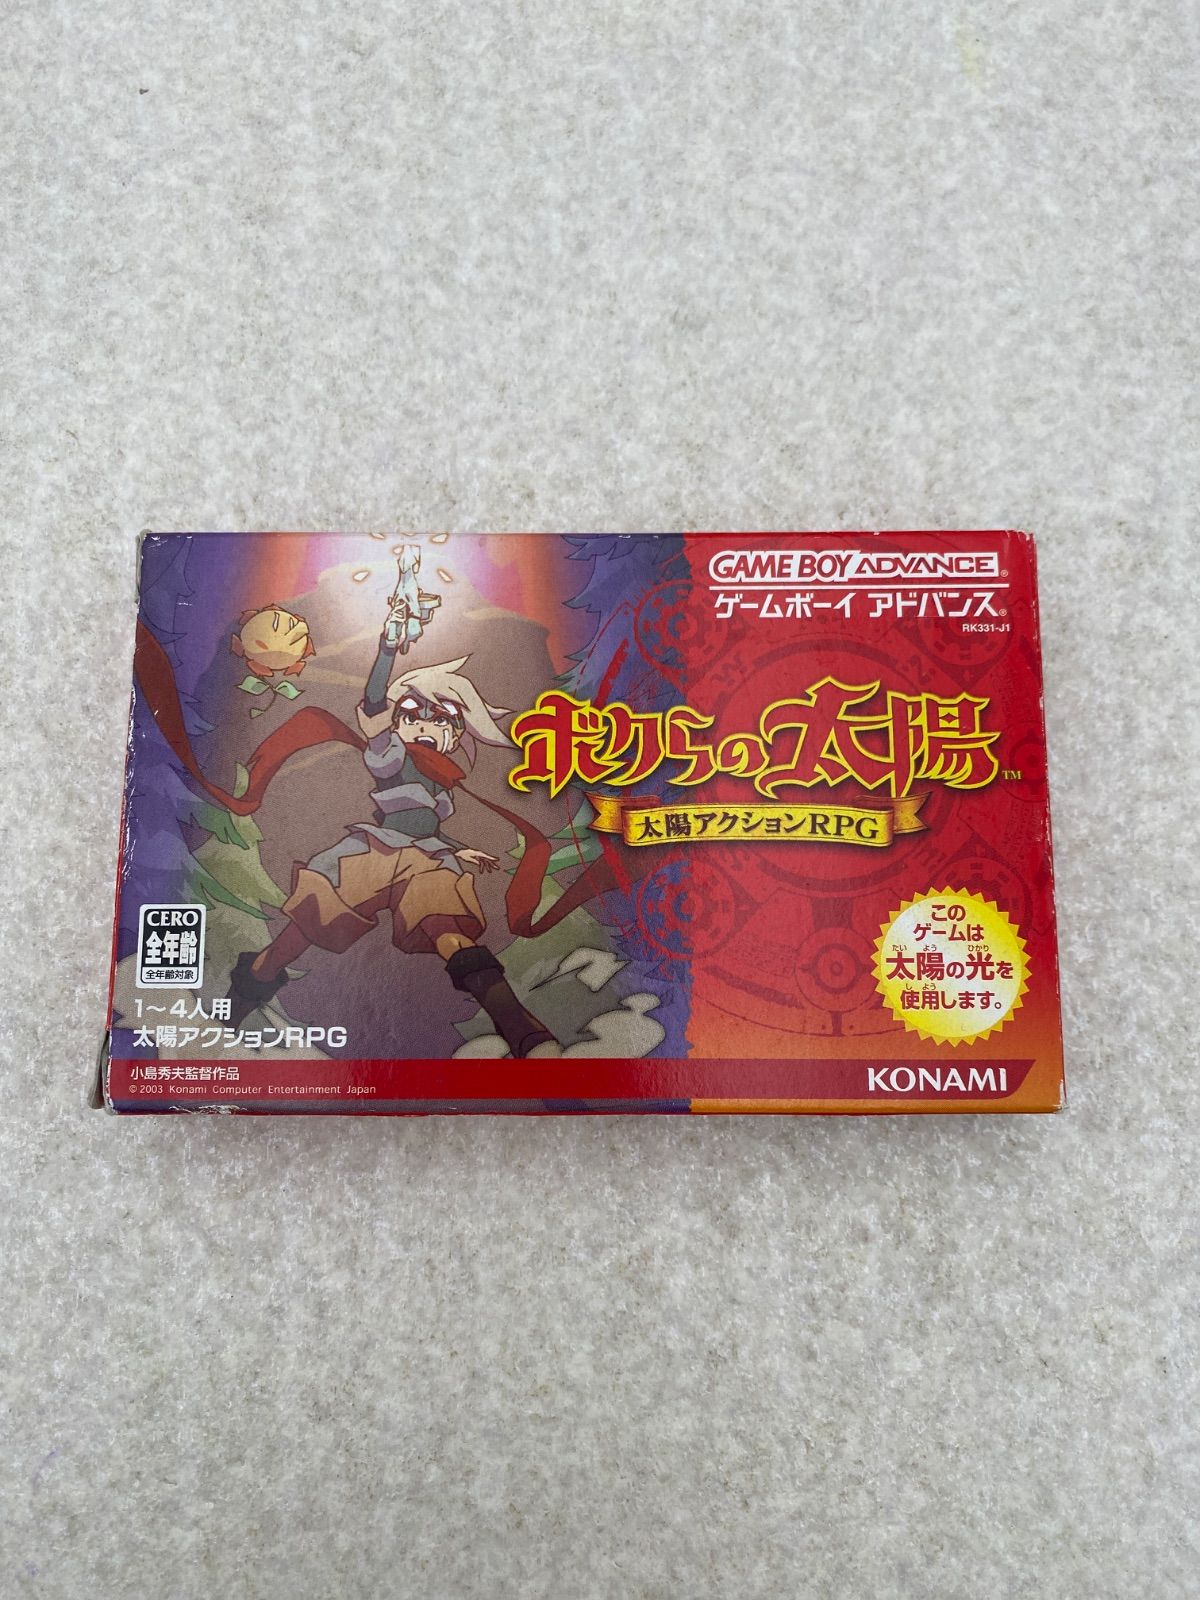 GAME BOY ADVANCE®
ゲームボーイ アドバンス®
RK331-J1
ボクらの太陽™
太陽アクションRPG
この
ゲームは
たい よう ひかり
太陽の光を
し よう
使用します。
CERO
全年齢
全年齢対象
1～4人用
太陽アクションRPG
小島秀夫監督作品
© 2003 Konami Computer Entertainment Japan
KONAMI